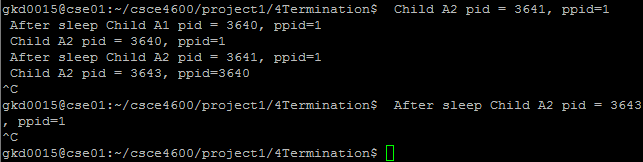 gkd0015@cse01:~/csce4600/project1/4Termination$  Child A2 pid = 3641, ppid=1
 After sleep Child A1 pid = 3640, ppid=1
 Child A2 pid = 3640, ppid=1
 After sleep Child A2 pid = 3641, ppid=1
 Child A2 pid = 3643, ppid=3640
^C
gkd0015@cse01:~/csce4600/project1/4Termination$  After sleep Child A2 pid = 3643
, ppid=1
^C
gkd0015@cse01:~/csce4600/project1/4Termination$